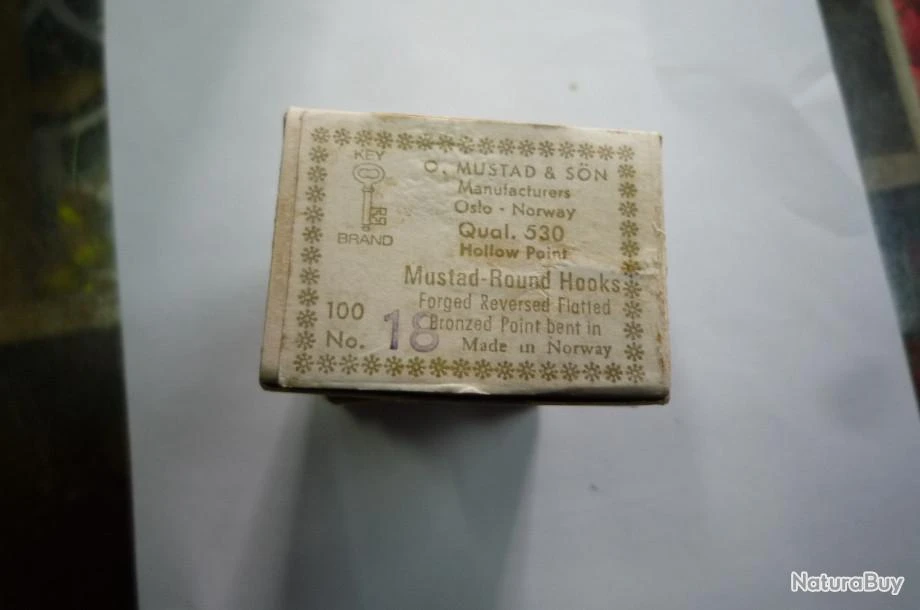 KEY
BRAND
O. MUSTAD & SÖN
Manufacturers
Oslo - Norway
Qual. 530
Hollow Point
Mustad-Round Hooks
Forged Reversed Flatted
Bronzed Point bent in
Made in Norway
100
No. 18
NaturaBuy